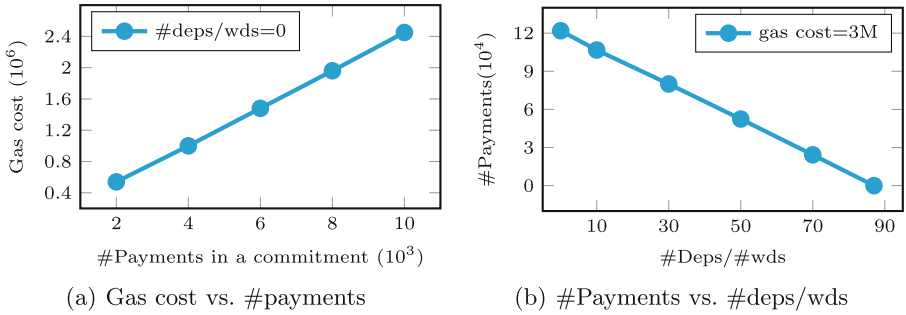 #deps/wds=0
Gas cost (10^6)
2.4
2
1.6
1.2
0.8
0.4
2 4 6 8 10
#Payments in a commitment (10^3)
(a) Gas cost vs. #payments
gas cost=3M
#Payments(10^4)
12
9
6
3
0
10 30 50 70 90
#Deps/#wds
(b) #Payments vs. #deps/wds